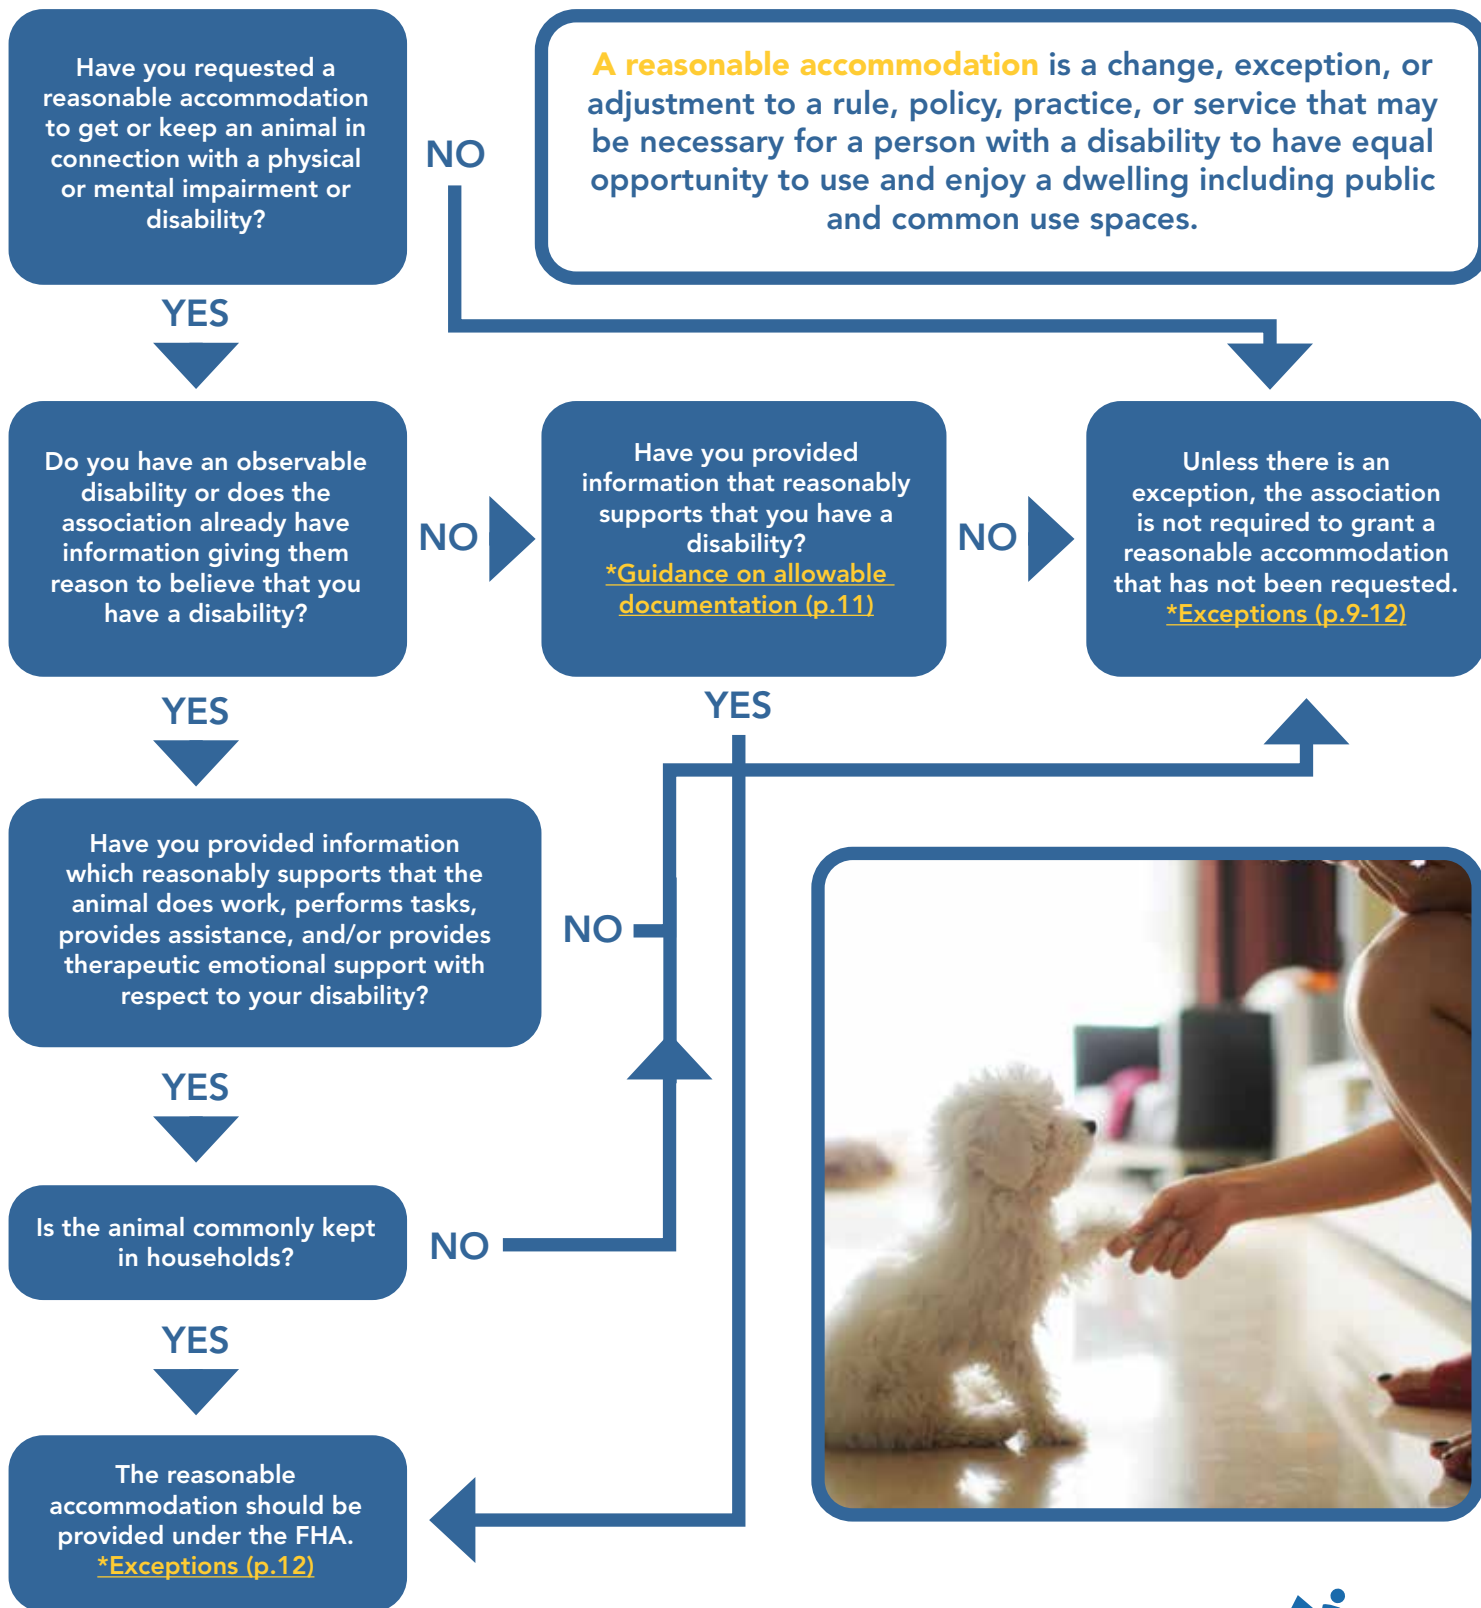 Have you requested a
reasonable accommodation
to get or keep an animal in
connection with a physical
or mental impairment or
disability?
NO
A reasonable accommodation is a change, exception, or
adjustment to a rule, policy, practice, or service that may
be necessary for a person with a disability to have equal
opportunity to use and enjoy a dwelling including public
and common use spaces.
YES
Do you have an observable
disability or does the
association already have
information giving them
reason to believe that you
have a disability?
NO
Have you provided
information that reasonably
supports that you have a
disability?
*Guidance on allowable
documentation (p.11)
NO
Unless there is an
exception, the association
is not required to grant a
reasonable accommodation
that has not been requested.
*Exceptions (p.9-12)
YES
YES
Have you provided information
which reasonably supports that the
animal does work, performs tasks,
provides assistance, and/or provides
therapeutic emotional support with
respect to your disability?
NO
YES
Is the animal commonly kept
in households?
NO
YES
The reasonable
accommodation should be
provided under the FHA.
*Exceptions (p.12)